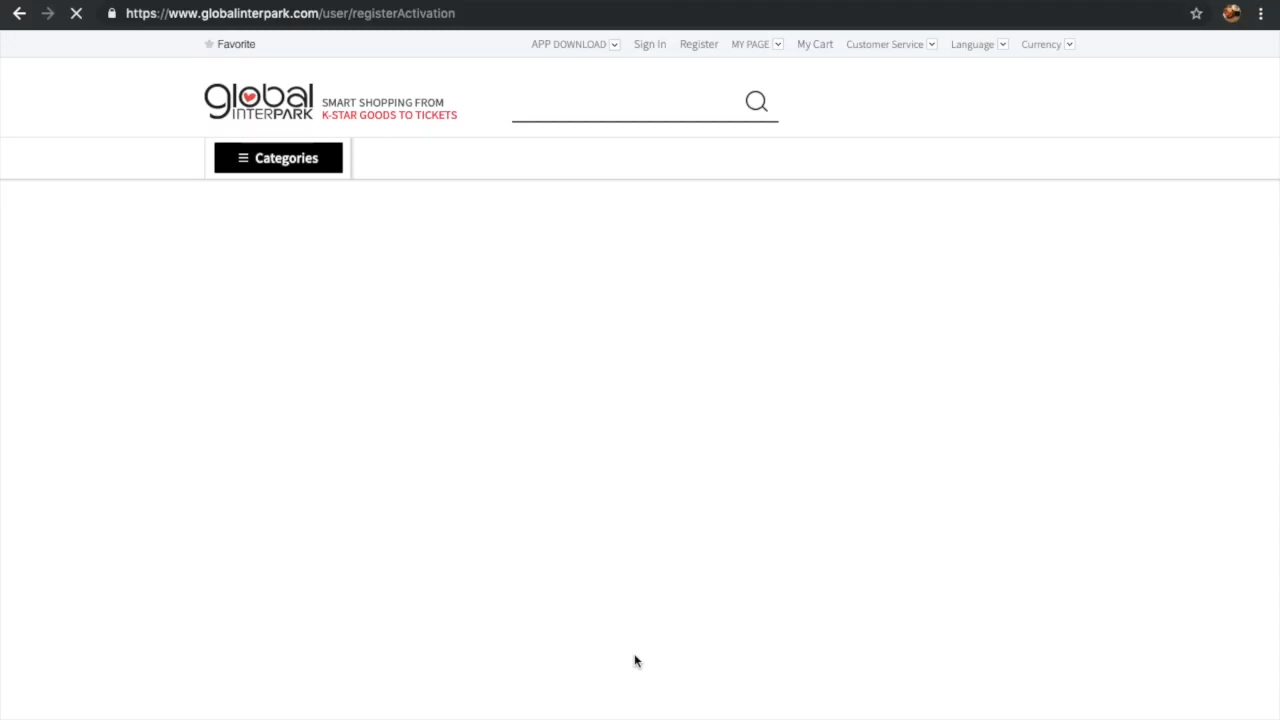 https://www.globalinterpark.com/user/registerActivation
Favorite
APP DOWNLOAD Sign In Register MY PAGE My Cart Customer Service Language Currency
global
INTERPARK
SMART SHOPPING FROM
K-STAR GOODS TO TICKETS
Categories